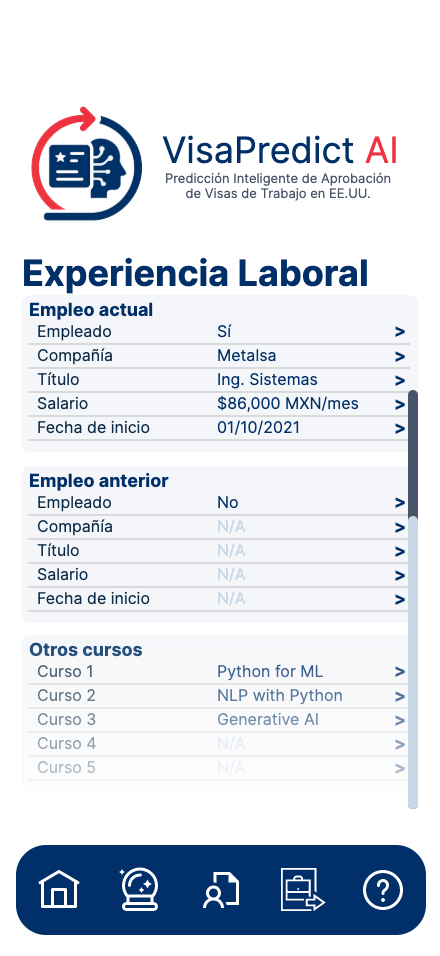 VisaPredict AI
Predicción Inteligente de Aprobación
de Visas de Trabajo en EE.UU.
Experiencia Laboral
Empleo actual
Empleado Sí >
Compañía Metalsa >
Título Ing. Sistemas >
Salario $86,000 MXN/mes >
Fecha de inicio 01/10/2021 >
Empleo anterior
Empleado No >
Compañía N/A >
Título N/A >
Salario N/A >
Fecha de inicio N/A >
Otros cursos
Curso 1 Python for ML >
Curso 2 NLP with Python >
Curso 3 Generative AI >
Curso 4 N/A >
Curso 5 N/A >
?